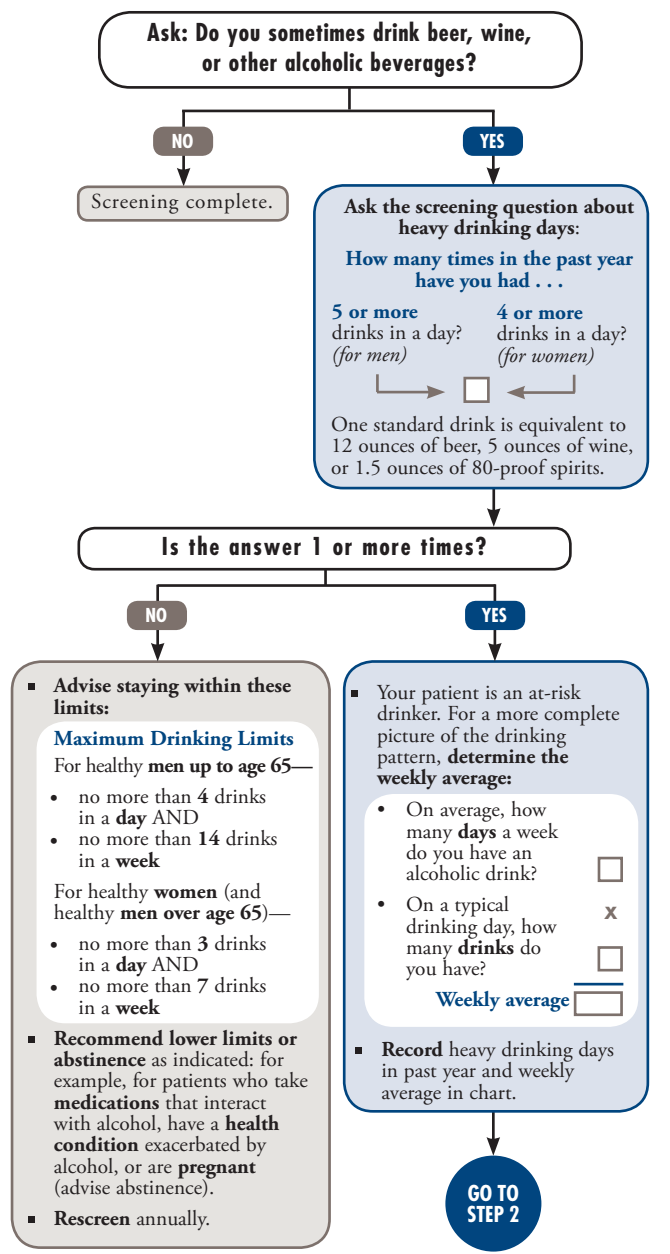 Ask: Do you sometimes drink beer, wine,
or other alcoholic beverages?
NO
YES
Screening complete.
Ask the screening question about
heavy drinking days:
How many times in the past year
have you had . . .
5 or more
drinks in a day?
(for men)
4 or more
drinks in a day?
(for women)
One standard drink is equivalent to
12 ounces of beer, 5 ounces of wine,
or 1.5 ounces of 80-proof spirits.
Is the answer 1 or more times?
NO
YES
▪ Advise staying within these
limits:
Maximum Drinking Limits
For healthy men up to age 65—
• no more than 4 drinks
in a day AND
• no more than 14 drinks
in a week
For healthy women (and
healthy men over age 65)—
• no more than 3 drinks
in a day AND
• no more than 7 drinks
in a week
▪ Recommend lower limits or
abstinence as indicated: for
example, for patients who take
medications that interact
with alcohol, have a health
condition exacerbated by
alcohol, or are pregnant
(advise abstinence).
▪ Rescreen annually.
▪ Your patient is an at-risk
drinker. For a more complete
picture of the drinking
pattern, determine the
weekly average:
• On average, how
many days a week
do you have an
alcoholic drink?
• On a typical
drinking day, how
many drinks do
you have?
x
Weekly average
▪ Record heavy drinking days
in past year and weekly
average in chart.
GO TO
STEP 2